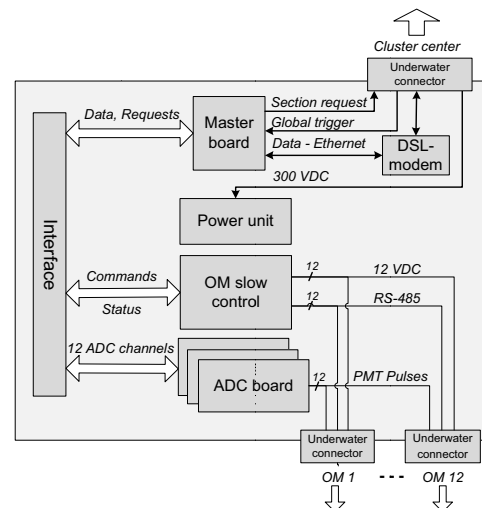 Cluster center
Underwater
connector
Section request
Data, Requests
Master
board
Global trigger
Data - Ethernet
DSL-
modem
300 VDC
Interface
Power unit
Commands
Status
OM slow
control
12
12 VDC
12
RS-485
12 ADC channels
ADC board
12
PMT Pulses
Underwater
connector
Underwater
connector
OM 1
- - -
OM 12